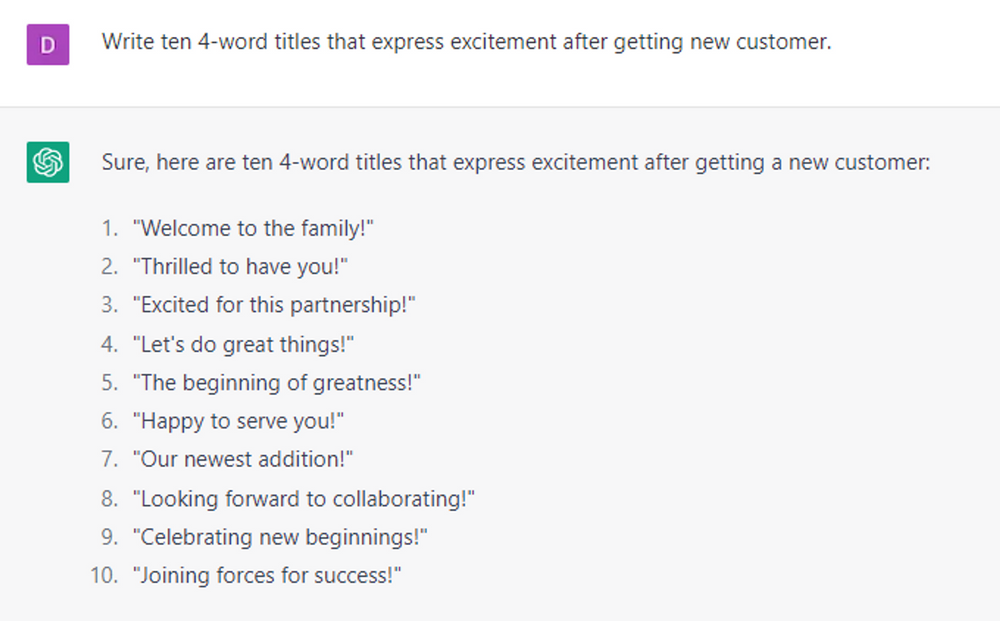 D
Write ten 4-word titles that express excitement after getting new customer.
Sure, here are ten 4-word titles that express excitement after getting a new customer:
1. "Welcome to the family!"
2. "Thrilled to have you!"
3. "Excited for this partnership!"
4. "Let's do great things!"
5. "The beginning of greatness!"
6. "Happy to serve you!"
7. "Our newest addition!"
8. "Looking forward to collaborating!"
9. "Celebrating new beginnings!"
10. "Joining forces for success!"